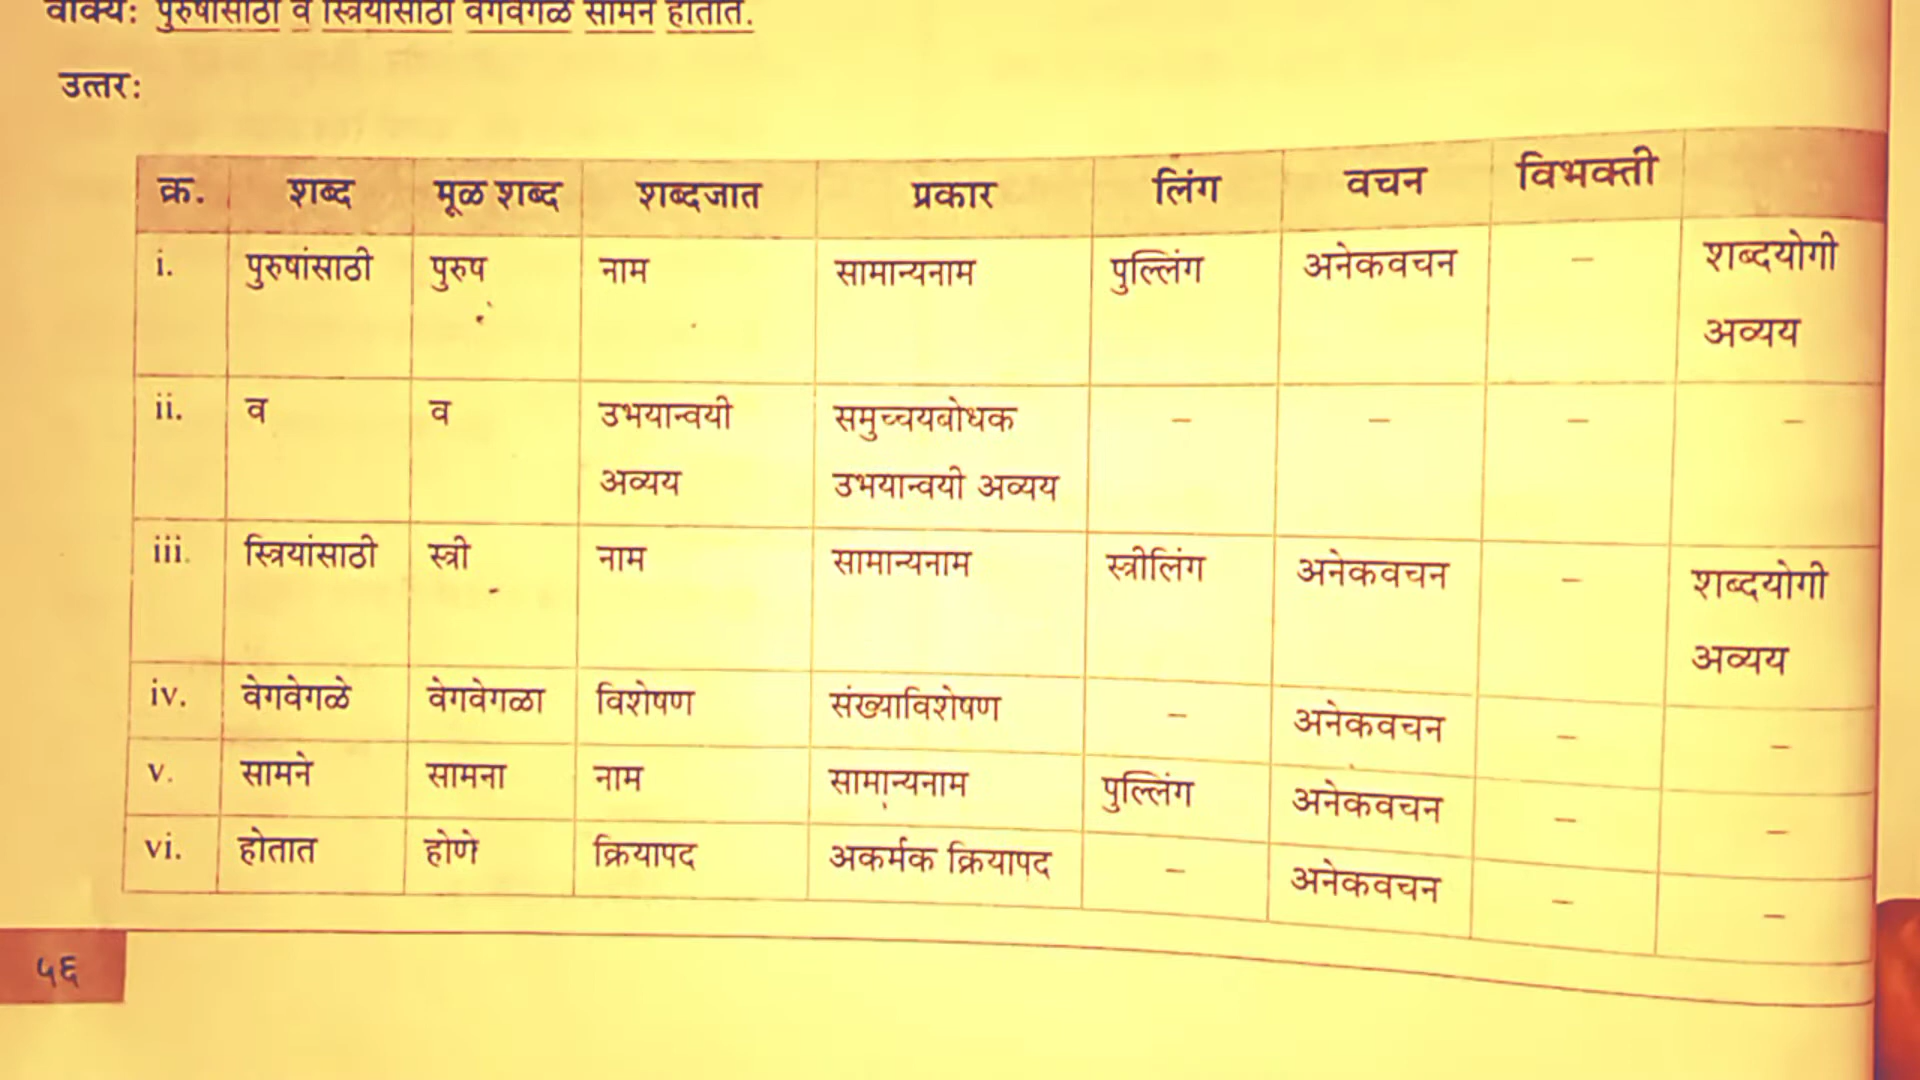 वाक्य: पुरुषांसाठी व स्त्रियांसाठी वेगवेगळे सामने होतात.
उत्तर:
क्र. शब्द मूळ शब्द शब्दजात प्रकार लिंग वचन विभक्ती
i. पुरुषांसाठी पुरुष नाम सामान्यनाम पुल्लिंग अनेकवचन – शब्दयोगी
अव्यय
ii. व व उभयान्वयी समुच्चयबोधक – – – –
अव्यय उभयान्वयी अव्यय
iii. स्त्रियांसाठी स्त्री नाम सामान्यनाम स्त्रीलिंग अनेकवचन – शब्दयोगी
अव्यय
iv. वेगवेगळे वेगवेगळा विशेषण संख्याविशेषण – अनेकवचन – –
v. सामने सामना नाम सामान्यनाम पुल्लिंग अनेकवचन – –
vi. होतात होणे क्रियापद अकर्मक क्रियापद – अनेकवचन – –
५६